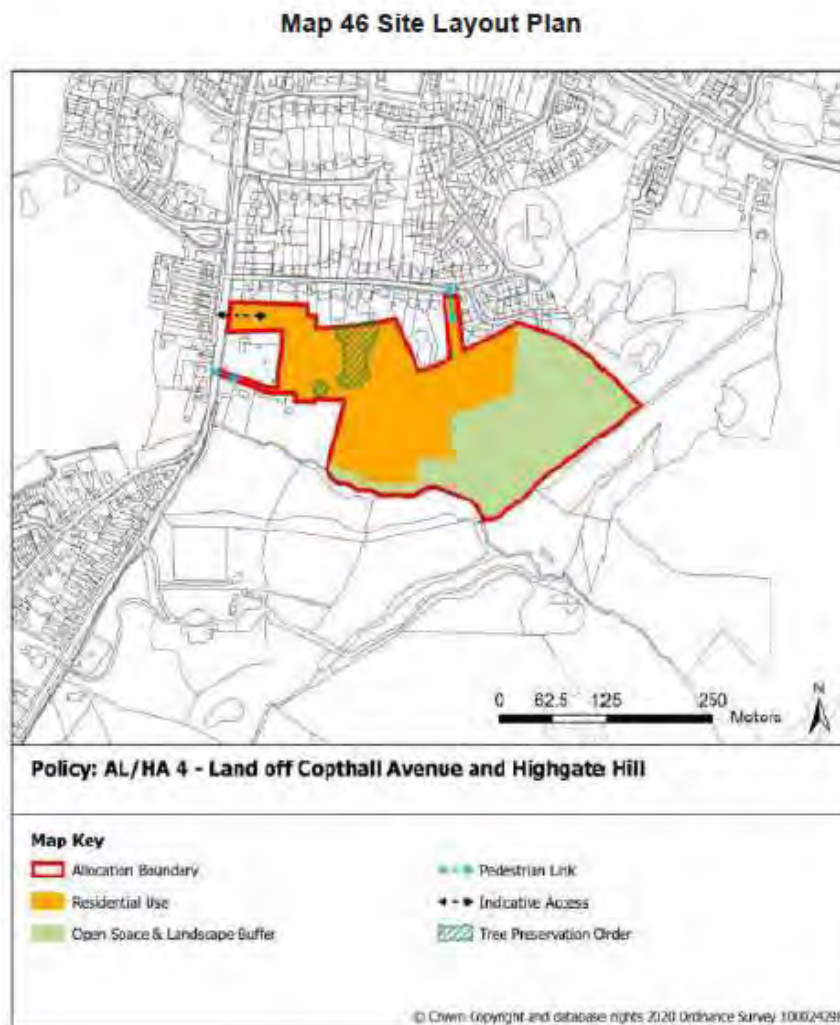 Map 46 Site Layout Plan
0 62.5 125 250
Meters
N
Policy: AL/HA 4 - Land off Copthall Avenue and Highgate Hill
Map Key
Allocation Boundary
Residential Use
Open Space & Landscape Buffer
Pedestrian Link
Indicative Access
Tree Preservation Order
© Crown Copyright and database rights 2020 Ordnance Survey